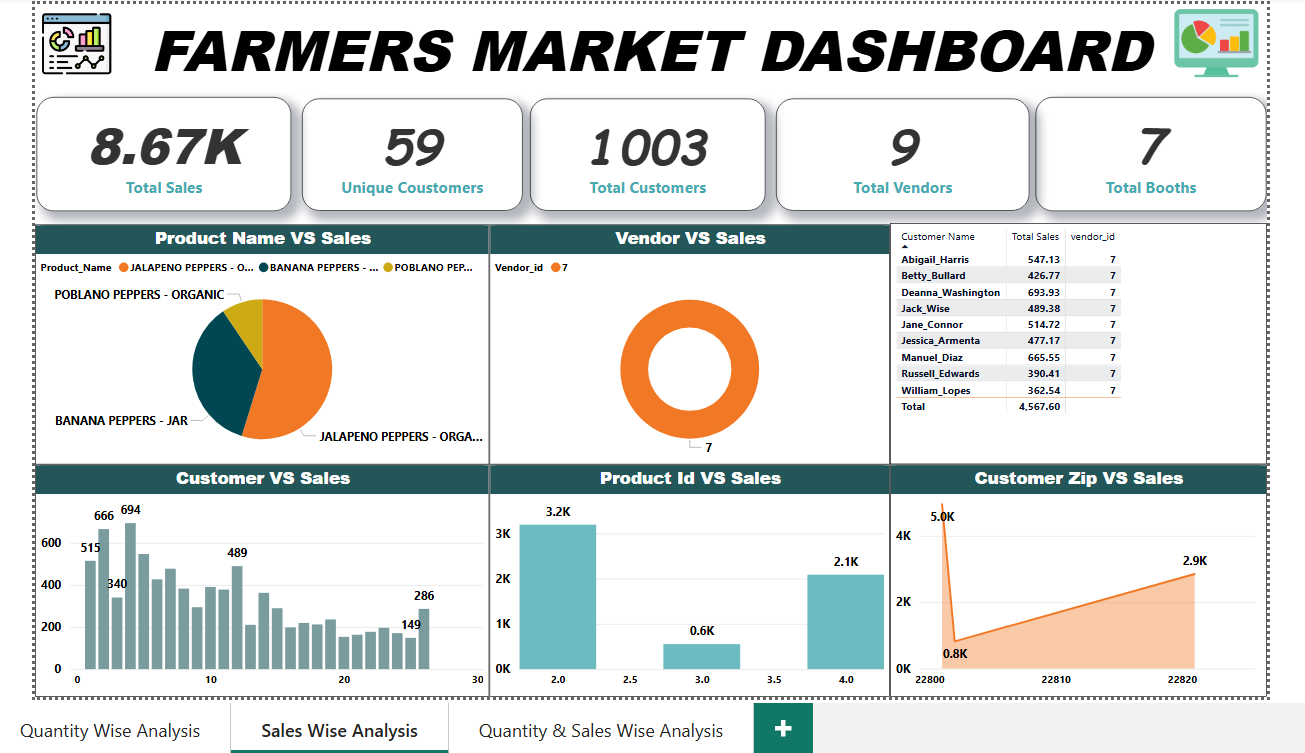 FARMERS MARKET DASHBOARD
8.67K
Total Sales
59
Unique Coustomers
1003
Total Customers
9
Total Vendors
7
Total Booths
Product Name VS Sales
Product_Name JALAPENO PEPPERS - O... BANANA PEPPERS - ... POBLANO PEP...
POBLANO PEPPERS - ORGANIC
BANANA PEPPERS - JAR
JALAPENO PEPPERS - ORGA...
Vendor VS Sales
Vendor_id 7
7
Customer Name Total Sales vendor_id
Abigail_Harris 547.13 7
Betty_Bullard 426.77 7
Deanna_Washington 693.93 7
Jack_Wise 489.38 7
Jane_Connor 514.72 7
Jessica_Armenta 477.17 7
Manuel_Diaz 665.55 7
Russell_Edwards 390.41 7
William_Lopes 362.54 7
Total 4,567.60
Customer VS Sales
666 694
515
340
489
286
149
600
400
200
0
0 10 20 30
Product Id VS Sales
3.2K
0.6K
2.1K
3K
2K
1K
0K
2.0 2.5 3.0 3.5 4.0
Customer Zip VS Sales
5.0K
0.8K
2.9K
4K
2K
0K
22800 22810 22820
Quantity Wise Analysis
Sales Wise Analysis
Quantity & Sales Wise Analysis
+